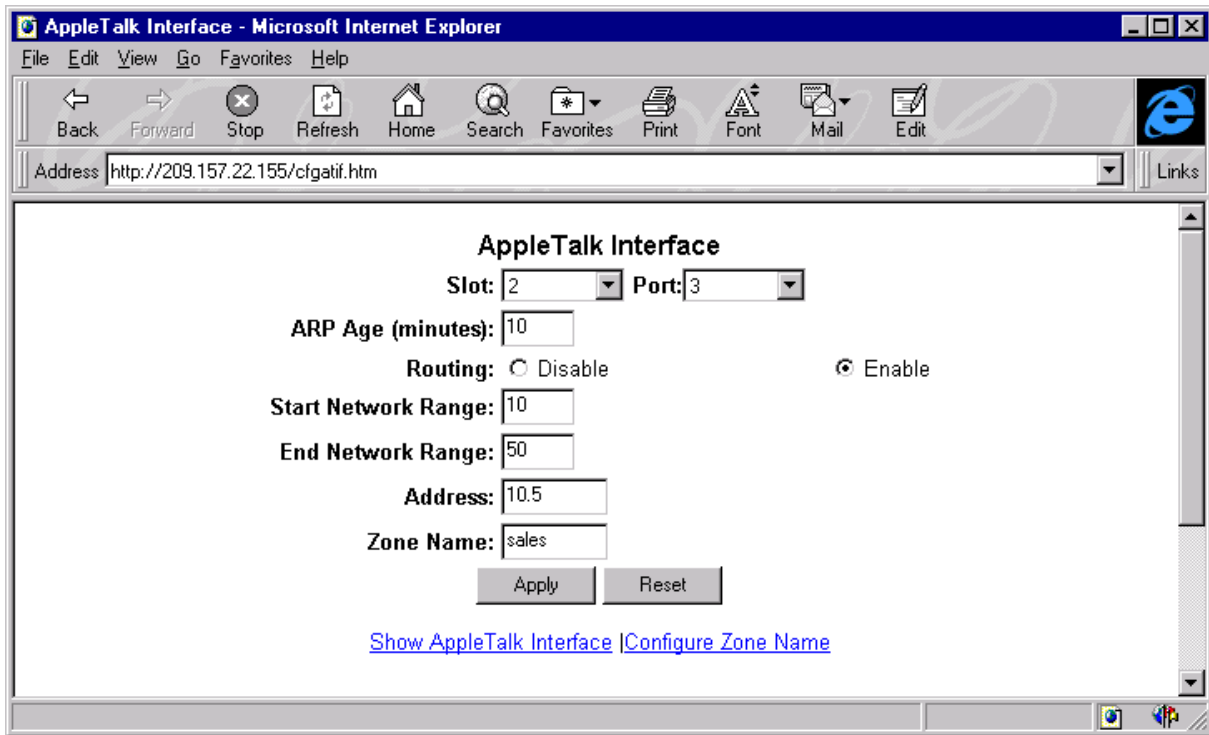 AppleTalk Interface - Microsoft Internet Explorer
File Edit View Go Favorites Help
Back Forward Stop Refresh Home Search Favorites Print Font Mail Edit
Address http://209.157.22.155/cfgatif.htm Links
AppleTalk Interface
Slot: 2 Port: 3
ARP Age (minutes): 10
Routing: Disable Enable
Start Network Range: 10
End Network Range: 50
Address: 10.5
Zone Name: sales
Apply Reset
Show AppleTalk Interface |Configure Zone Name